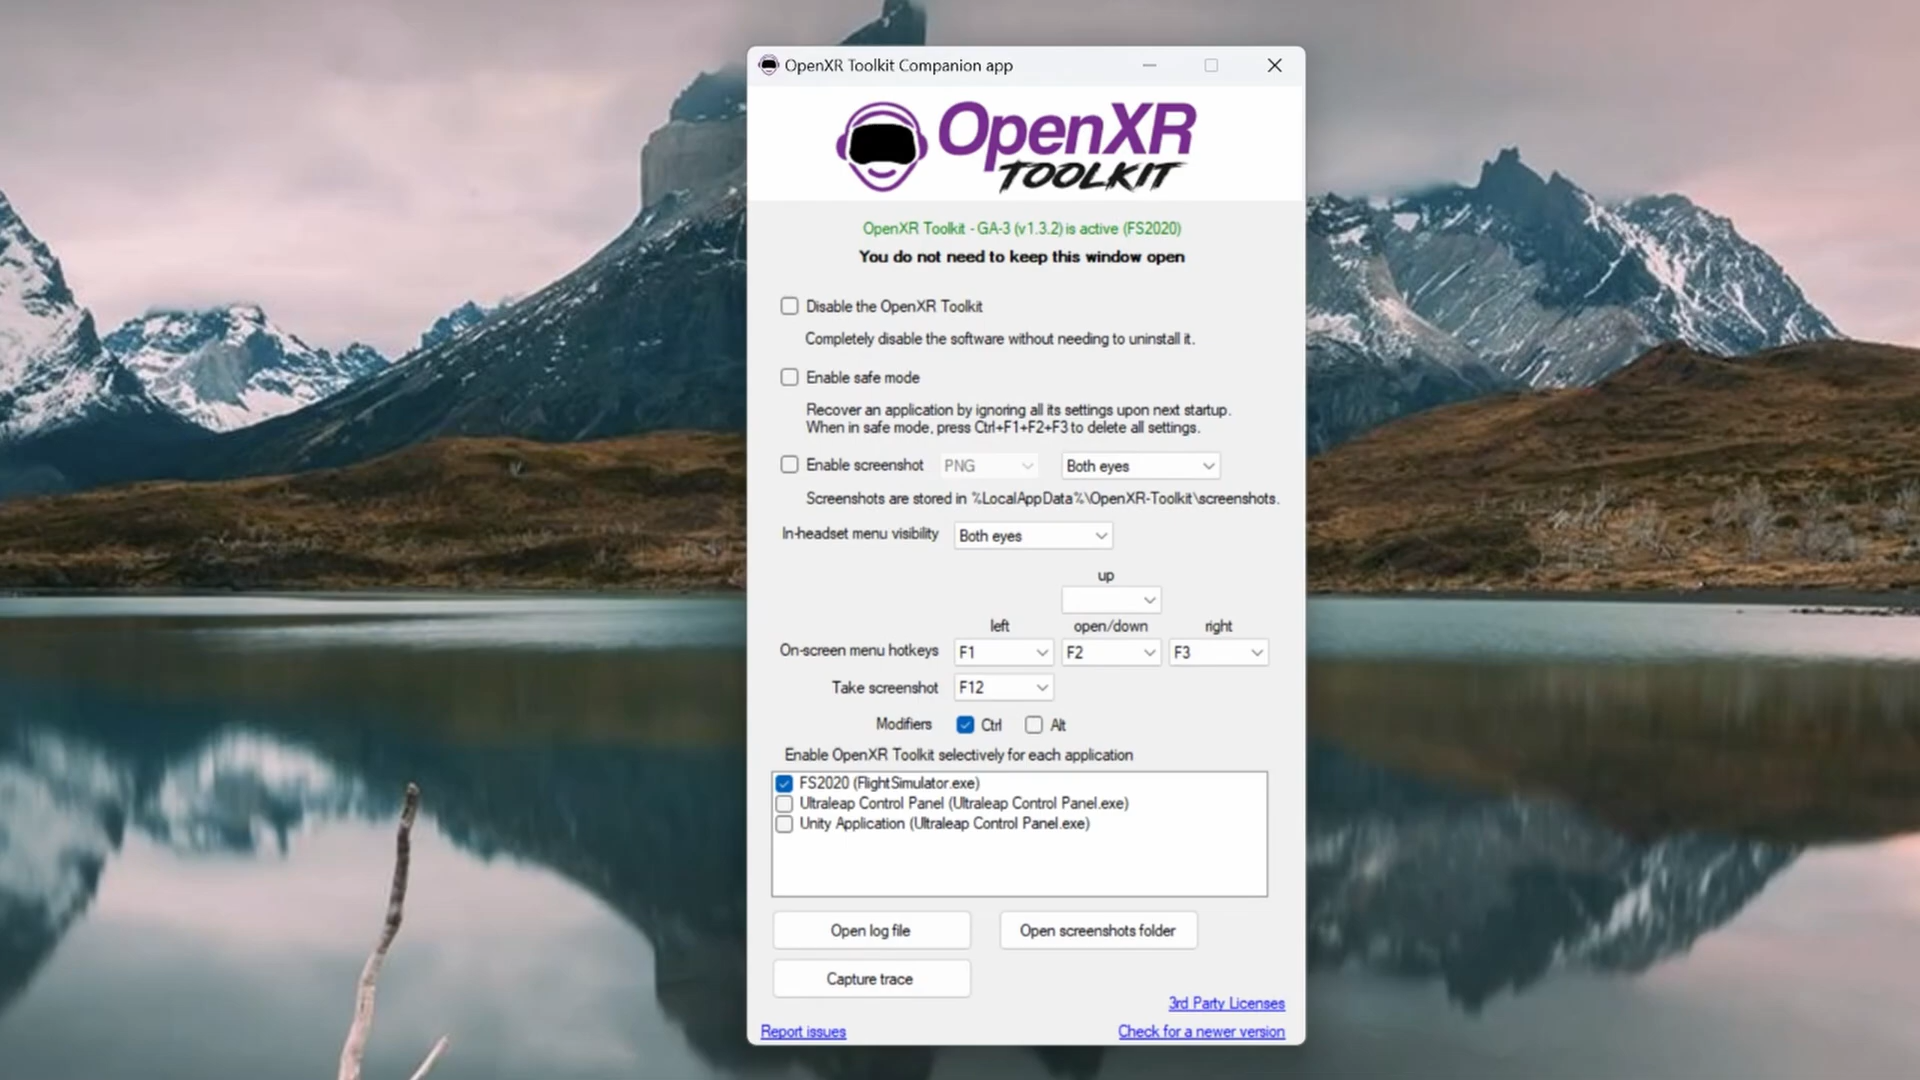 OpenXR Toolkit Companion app
OpenXR
TOOLKIT
OpenXR Toolkit - GA-3 (v1.3.2) is active (FS2020)
You do not need to keep this window open
Disable the OpenXR Toolkit
Completely disable the software without needing to uninstall it.
Enable safe mode
Recover an application by ignoring all its settings upon next startup.
When in safe mode, press Ctrl+F1+F2+F3 to delete all settings.
Enable screenshot PNG Both eyes
Screenshots are stored in %LocalAppData%\OpenXR-Toolkit\screenshots.
In-headset menu visibility Both eyes
up
left open/down right
On-screen menu hotkeys F1 F2 F3
Take screenshot F12
Modifiers Ctrl Alt
Enable OpenXR Toolkit selectively for each application
FS2020 (FlightSimulator.exe)
Ultraleap Control Panel (Ultraleap Control Panel.exe)
Unity Application (Ultraleap Control Panel.exe)
Open log file Open screenshots folder
Capture trace
3rd Party Licenses
Report issues Check for a newer version